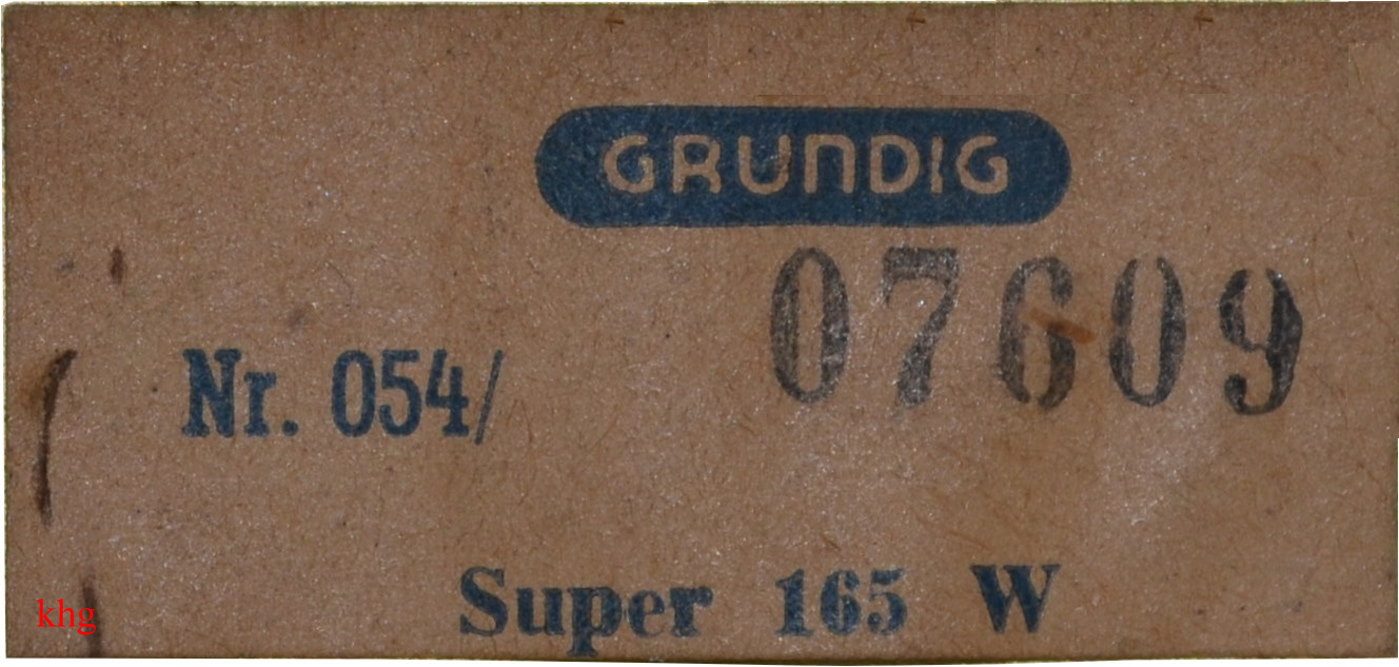 GRUNDIG
07609
Nr. 054/
Super 165 W
khg